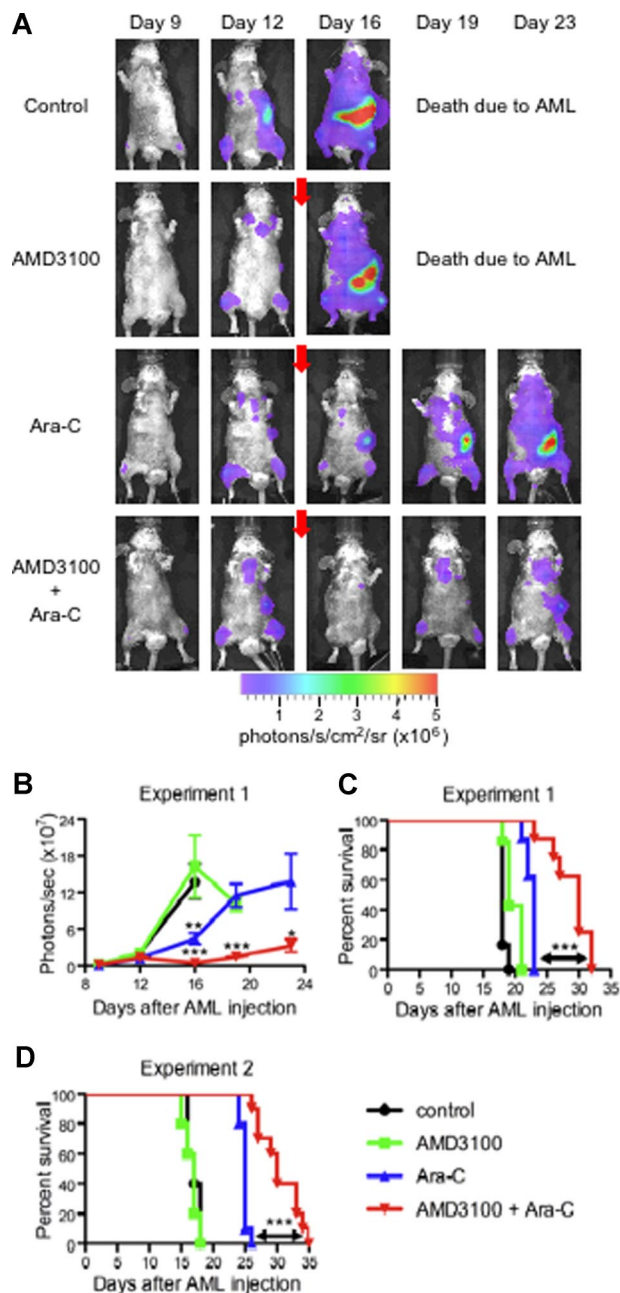 A
Day 9 Day 12 Day 16 Day 19 Day 23
Control
Death due to AML
AMD3100
Death due to AML
Ara-C
AMD3100
+
Ara-C
1 2 3 4 5
photons/s/cm²/sr (x10⁶)
B
Experiment 1
Photons/sec (x10⁷)
24
18
12
6
0
**
***
***
*
8 12 16 20 24
Days after AML injection
C
Experiment 1
Percent survival
100
80
60
40
20
0
***
0 5 10 15 20 25 30 35
Days after AML injection
D
Experiment 2
Percent survival
100
80
60
40
20
0
***
0 5 10 15 20 25 30 35
Days after AML injection
control
AMD3100
Ara-C
AMD3100 + Ara-C